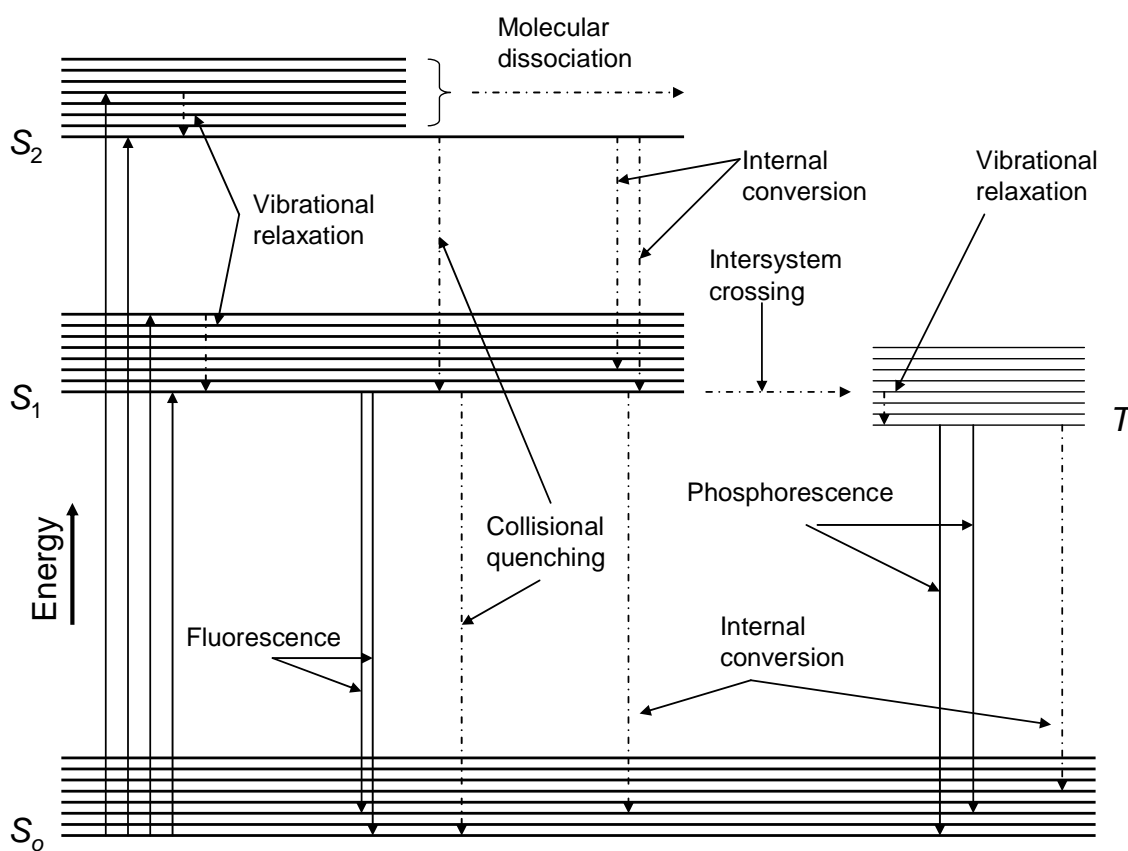 Molecular
dissociation
S2
Internal
conversion
Vibrational
relaxation
Vibrational
relaxation
Intersystem
crossing
S1
T
Phosphorescence
Energy
Collisional
quenching
Fluorescence
Internal
conversion
So